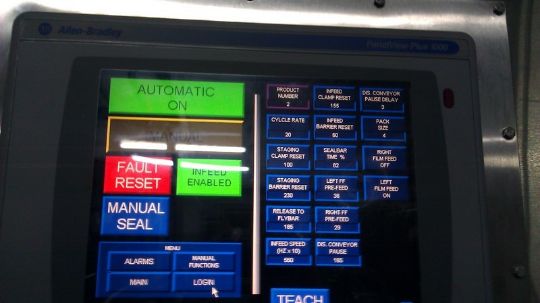 Allen-Bradley
PanelView Plus 1000
AUTOMATIC
ON
MANUAL
FAULT
RESET
INFEED
ENABLED
MANUAL
SEAL
MENU
ALARMS
MANUAL
FUNCTIONS
MAIN
LOGIN
PRODUCT
NUMBER
2
INFEED
CLAMP RESET
155
DIS. CONVEYOR
PAUSE DELAY
3
CYLCLE RATE
20
INFEED
BARRIER RESET
50
PACK
SIZE
4
STAGING
CLAMP RESET
100
SEALBAR
TIME %
62
RIGHT
FILM FEED
OFF
STAGING
BARRIER RESET
230
LEFT FF
PRE-FEED
36
LEFT
FILM FEED
ON
RELEASE TO
FLYBAR
185
RIGHT FF
PRE-FEED
29
INFEED SPEED
(HZ x 10)
550
DIS. CONVEYOR
PAUSE
165
TEACH